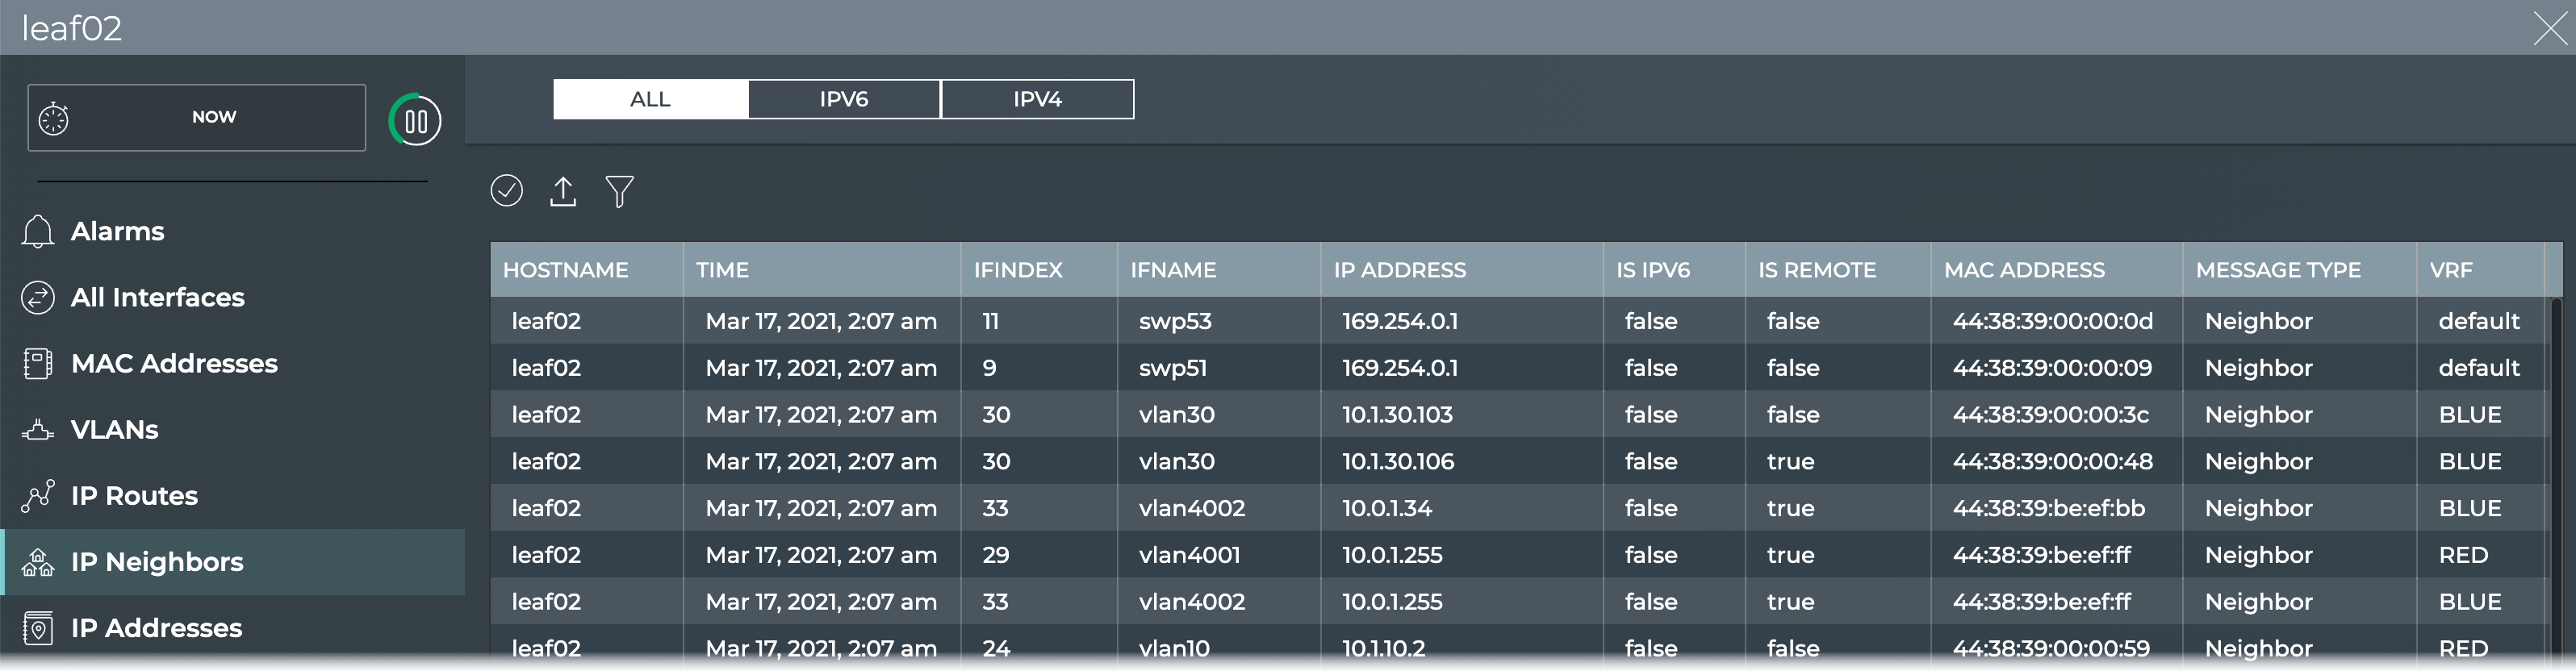 leaf02
NOW
ALL IPV6 IPV4
Alarms
All Interfaces
MAC Addresses
VLANs
IP Routes
IP Neighbors
IP Addresses
HOSTNAME TIME IFINDEX IFNAME IP ADDRESS IS IPV6 IS REMOTE MAC ADDRESS MESSAGE TYPE VRF
leaf02 Mar 17, 2021, 2:07 am 11 swp53 169.254.0.1 false false 44:38:39:00:00:0d Neighbor default
leaf02 Mar 17, 2021, 2:07 am 9 swp51 169.254.0.1 false false 44:38:39:00:00:09 Neighbor default
leaf02 Mar 17, 2021, 2:07 am 30 vlan30 10.1.30.103 false false 44:38:39:00:00:3c Neighbor BLUE
leaf02 Mar 17, 2021, 2:07 am 30 vlan30 10.1.30.106 false true 44:38:39:00:00:48 Neighbor BLUE
leaf02 Mar 17, 2021, 2:07 am 33 vlan4002 10.0.1.34 false true 44:38:39:be:ef:bb Neighbor BLUE
leaf02 Mar 17, 2021, 2:07 am 29 vlan4001 10.0.1.255 false true 44:38:39:be:ef:ff Neighbor RED
leaf02 Mar 17, 2021, 2:07 am 33 vlan4002 10.0.1.255 false true 44:38:39:be:ef:ff Neighbor BLUE
leaf02 Mar 17, 2021, 2:07 am 24 vlan10 10.1.10.2 false false 44:38:39:00:00:59 Neighbor RED